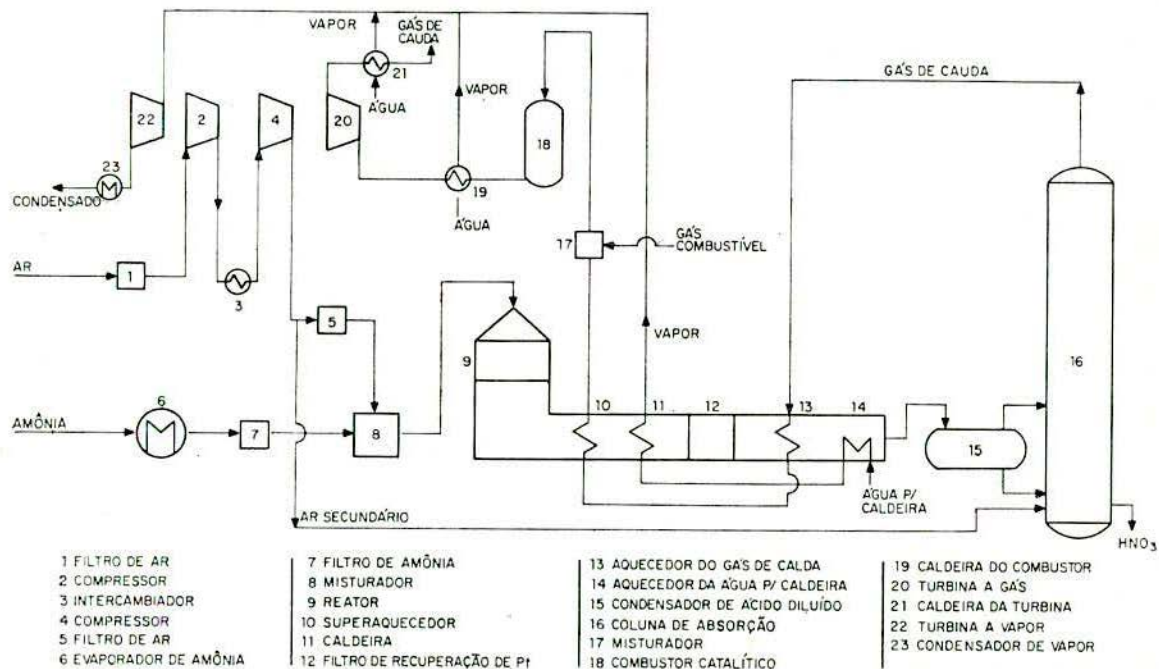 VAPOR
GÁS DE
CAUDA
21
ÁGUA
VAPOR
22
2
4
20
18
23
CONDENSADO
19
ÁGUA
GÁS DE CAUDA
17
GÁS
COMBUSTÍVEL
AR
1
3
16
5
9
VAPOR
6
AMÔNIA
7
8
10
11
12
13
14
15
ÁGUA P/
CALDEIRA
AR SECUNDÁRIO
HNO₃
1 FILTRO DE AR
2 COMPRESSOR
3 INTERCAMBIADOR
4 COMPRESSOR
5 FILTRO DE AR
6 EVAPORADOR DE AMÔNIA
7 FILTRO DE AMÔNIA
8 MISTURADOR
9 REATOR
10 SUPERAQUECEDOR
11 CALDEIRA
12 FILTRO DE RECUPERAÇÃO DE Pt
13 AQUECEDOR DO GÁS DE CALDA
14 AQUECEDOR DA ÁGUA P/ CALDEIRA
15 CONDENSADOR DE ÁCIDO DILUÍDO
16 COLUNA DE ABSORÇÃO
17 MISTURADOR
18 COMBUSTOR CATALÍTICO
19 CALDEIRA DO COMBUSTOR
20 TURBINA A GÁS
21 CALDEIRA DA TURBINA
22 TURBINA A VAPOR
23 CONDENSADOR DE VAPOR